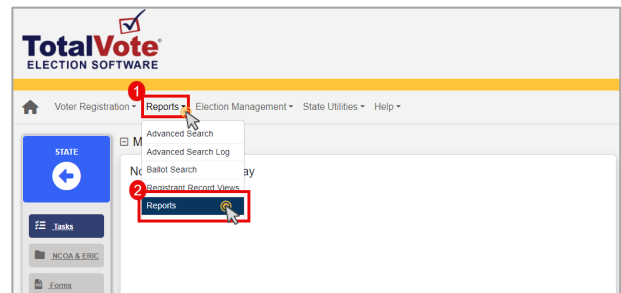 TotalVote®
ELECTION SOFTWARE
1
Voter Registration Reports Election Management State Utilities Help
STATE
Advanced Search
Advanced Search Log
Ballot Search
ay
Registrant Record Views
2
Reports
Tasks
NCOA & ERIC
Forms